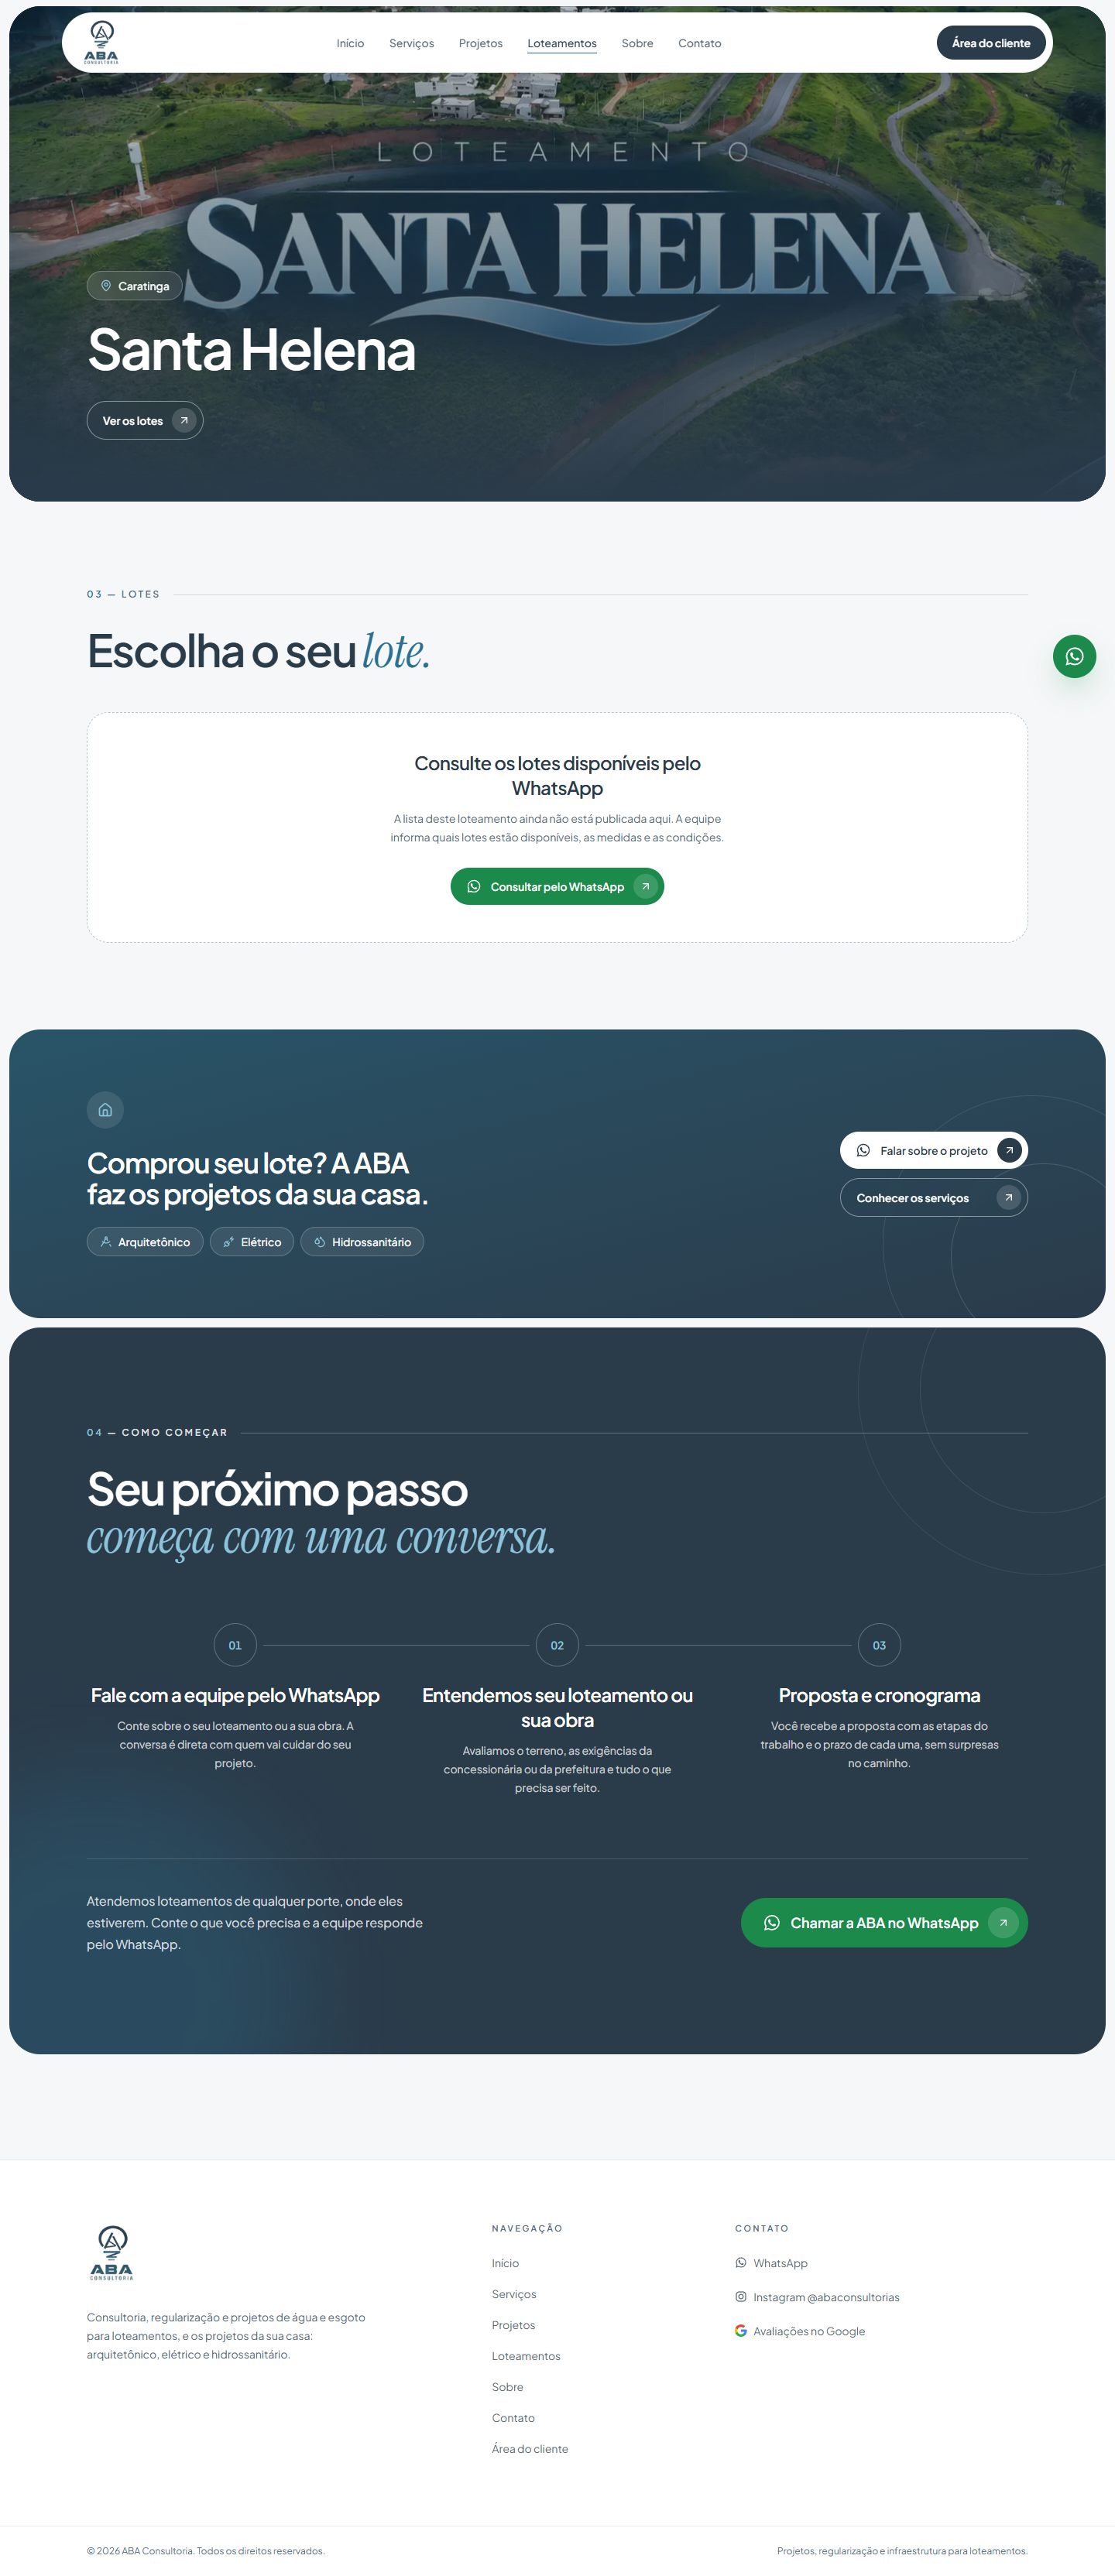 ABA
CONSULTORIA
Início
Serviços
Projetos
Loteamentos
Sobre
Contato
Área do cliente
LOTEAMENTO
SANTA HELENA
Caratinga
Santa Helena
Ver os lotes
03 — LOTES
Escolha o seu lote.
Consulte os lotes disponíveis pelo
WhatsApp
A lista deste loteamento ainda não está publicada aqui. A equipe
informa quais lotes estão disponíveis, as medidas e as condições.
Consultar pelo WhatsApp
Comprou seu lote? A ABA
faz os projetos da sua casa.
Arquitetônico
Elétrico
Hidrossanitário
Falar sobre o projeto
Conhecer os serviços
04 — COMO COMEÇAR
Seu próximo passo
começa com uma conversa.
01
Fale com a equipe pelo WhatsApp
Conte sobre o seu loteamento ou a sua obra. A
conversa é direta com quem vai cuidar do seu
projeto.
02
Entendemos seu loteamento ou
sua obra
Avaliamos o terreno, as exigências da
concessionária ou da prefeitura e tudo o que
precisa ser feito.
03
Proposta e cronograma
Você recebe a proposta com as etapas do
trabalho e o prazo de cada uma, sem surpresas
no caminho.
Atendemos loteamentos de qualquer porte, onde eles
estiverem. Conte o que você precisa e a equipe responde
pelo WhatsApp.
Chamar a ABA no WhatsApp
ABA
CONSULTORIA
Consultoria, regularização e projetos de água e esgoto
para loteamentos, e os projetos da sua casa:
arquitetônico, elétrico e hidrossanitário.
NAVEGAÇÃO
Início
Serviços
Projetos
Loteamentos
Sobre
Contato
Área do cliente
CONTATO
WhatsApp
Instagram @abaconsultorias
Avaliações no Google
© 2026 ABA Consultoria. Todos os direitos reservados.
Projetos, regularização e infraestrutura para loteamentos.